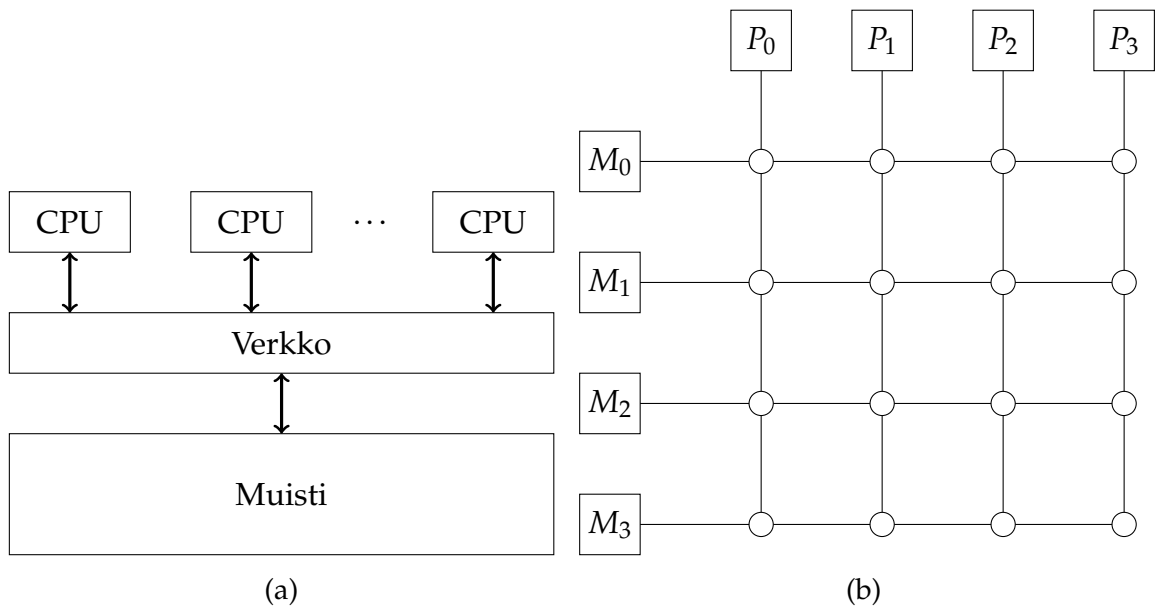 CPU CPU ··· CPU
Verkko
Muisti
(a)
P0 P1 P2 P3
M0
M1
M2
M3
(b)